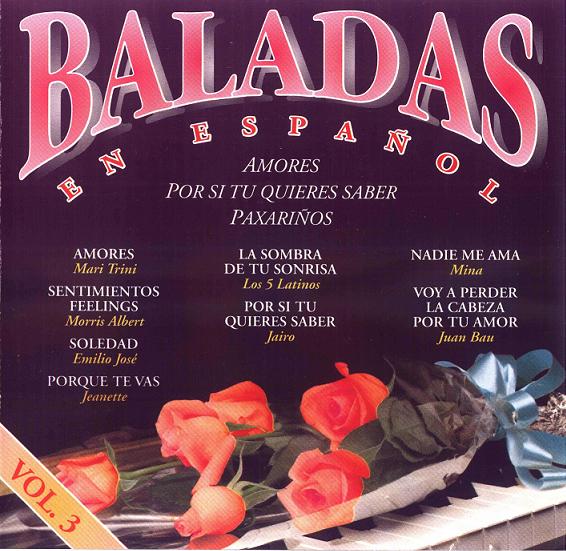 BALADAS
EN ESPAÑOL
AMORES
POR SI TU QUIERES SABER
PAXARIÑOS
AMORES
Mari Trini
SENTIMIENTOS
FEELINGS
Morris Albert
SOLEDAD
Emilio José
PORQUE TE VAS
Jeanette
LA SOMBRA
DE TU SONRISA
Los 5 Latinos
POR SI TU
QUIERES SABER
Jairo
NADIE ME AMA
Mina
VOY A PERDER
LA CABEZA
POR TU AMOR
Juan Bau
VOL. 3